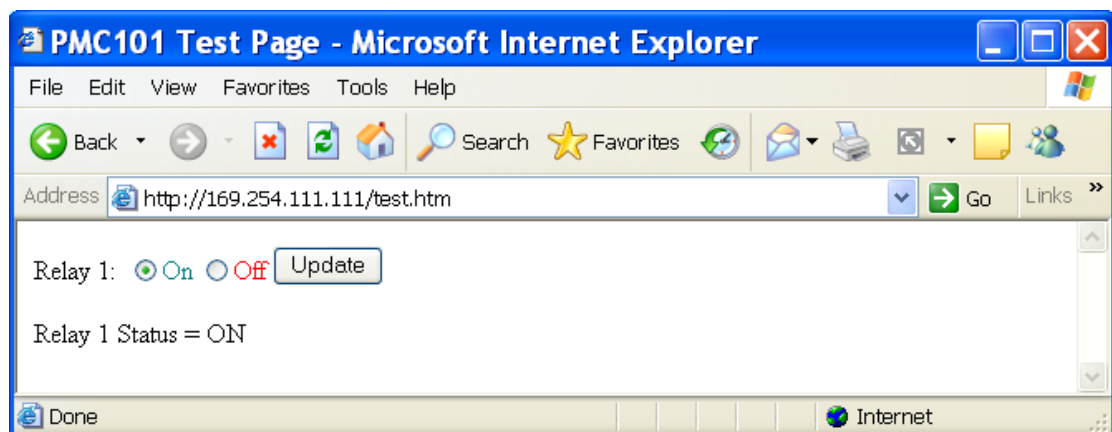 PMC101 Test Page - Microsoft Internet Explorer
File Edit View Favorites Tools Help
Back Search Favorites
Address http://169.254.111.111/test.htm Go Links »
Relay 1: On Off Update
Relay 1 Status = ON
Done Internet